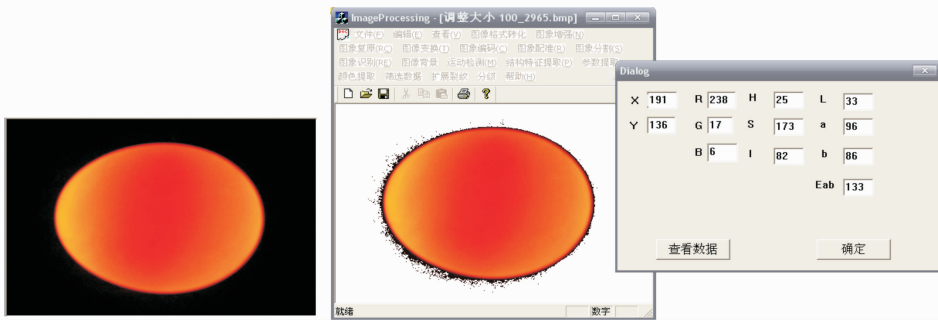 ImageProcessing - [调整大小 100_2965.bmp]
文件(F) 编辑(E) 查看(V) 图像格式转化 图象增强(N)
图象复原(RC) 图像变换(T) 图象编码(C) 图象配准(R) 图象分割(S)
图象识别(RE) 图像背景 运动检测(M) 结构特征提取(P) 参数提取
颜色提取 筛选数据 扩展裂纹 分级 帮助(H)
就绪 数字
Dialog
X 191 R 238 H 25 L 33
Y 136 G 17 S 173 a 96
B 6 I 82 b 86
Eab 133
查看数据 确定